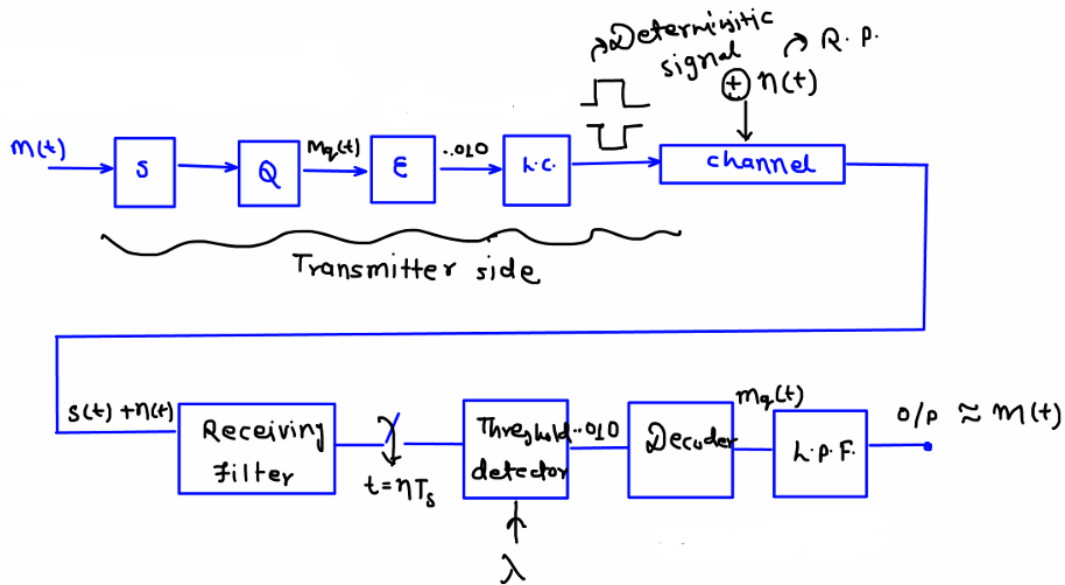 Deterministic
signal
R.P.
n(t)
m(t)
S
Q
mq(t)
E
..010
L.C.
channel
Transmitter side
s(t) + n(t)
Receiving
filter
t = nTs
Threshold
detector
λ
..010
Decoder
mq(t)
L.P.F.
O/P ≈ m(t)